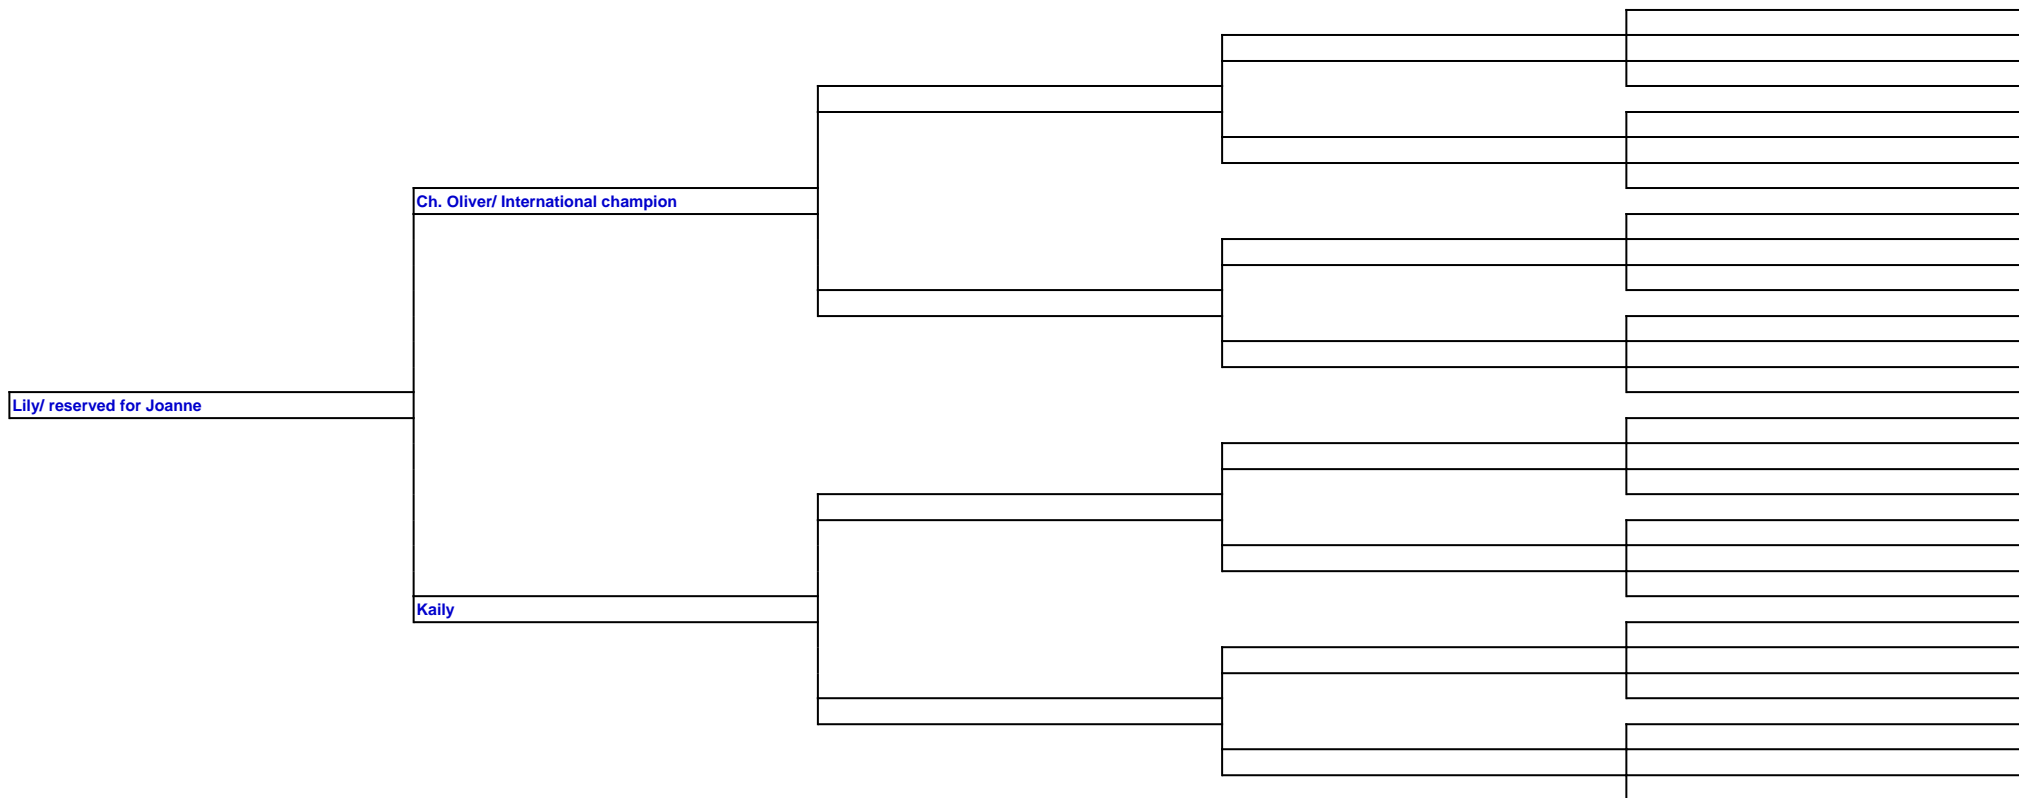 Ch. Oliver/ International champion
Lily/ reserved for Joanne
Kaily